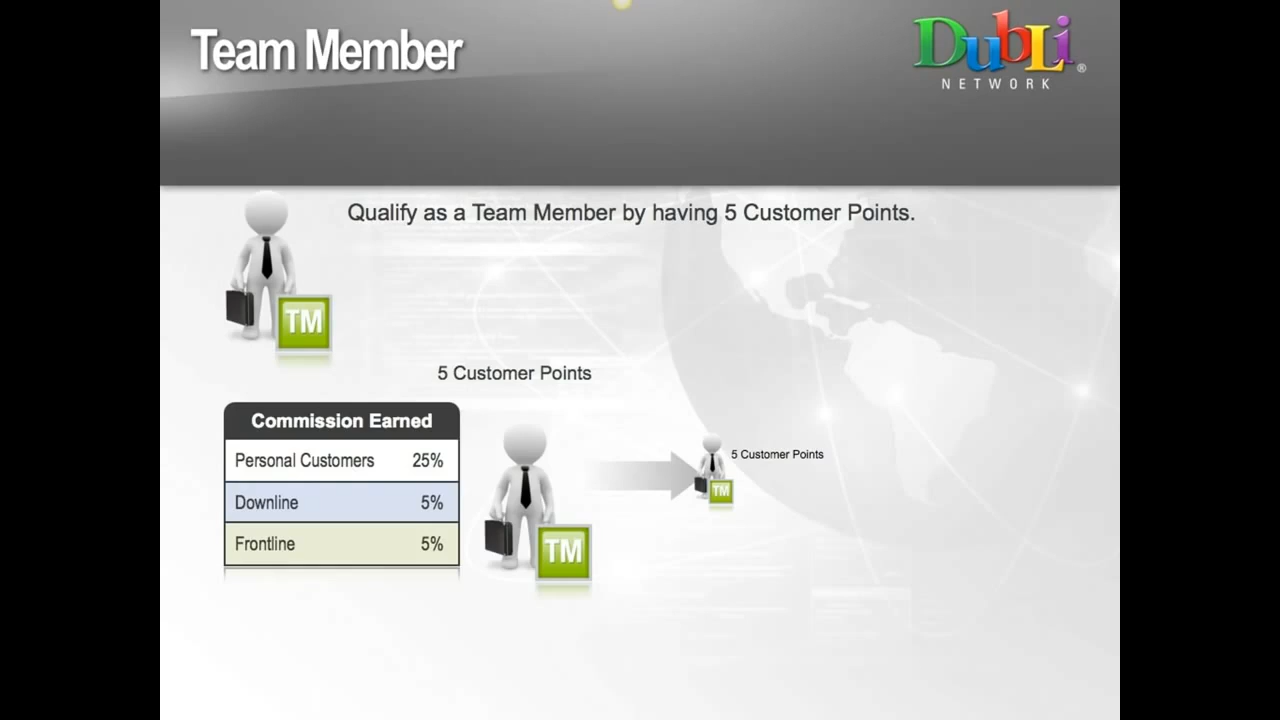 Team Member
DubLi®
NETWORK
Qualify as a Team Member by having 5 Customer Points.
TM
5 Customer Points
Commission Earned
Personal Customers 25%
Downline 5%
Frontline 5%
5 Customer Points
TM
TM